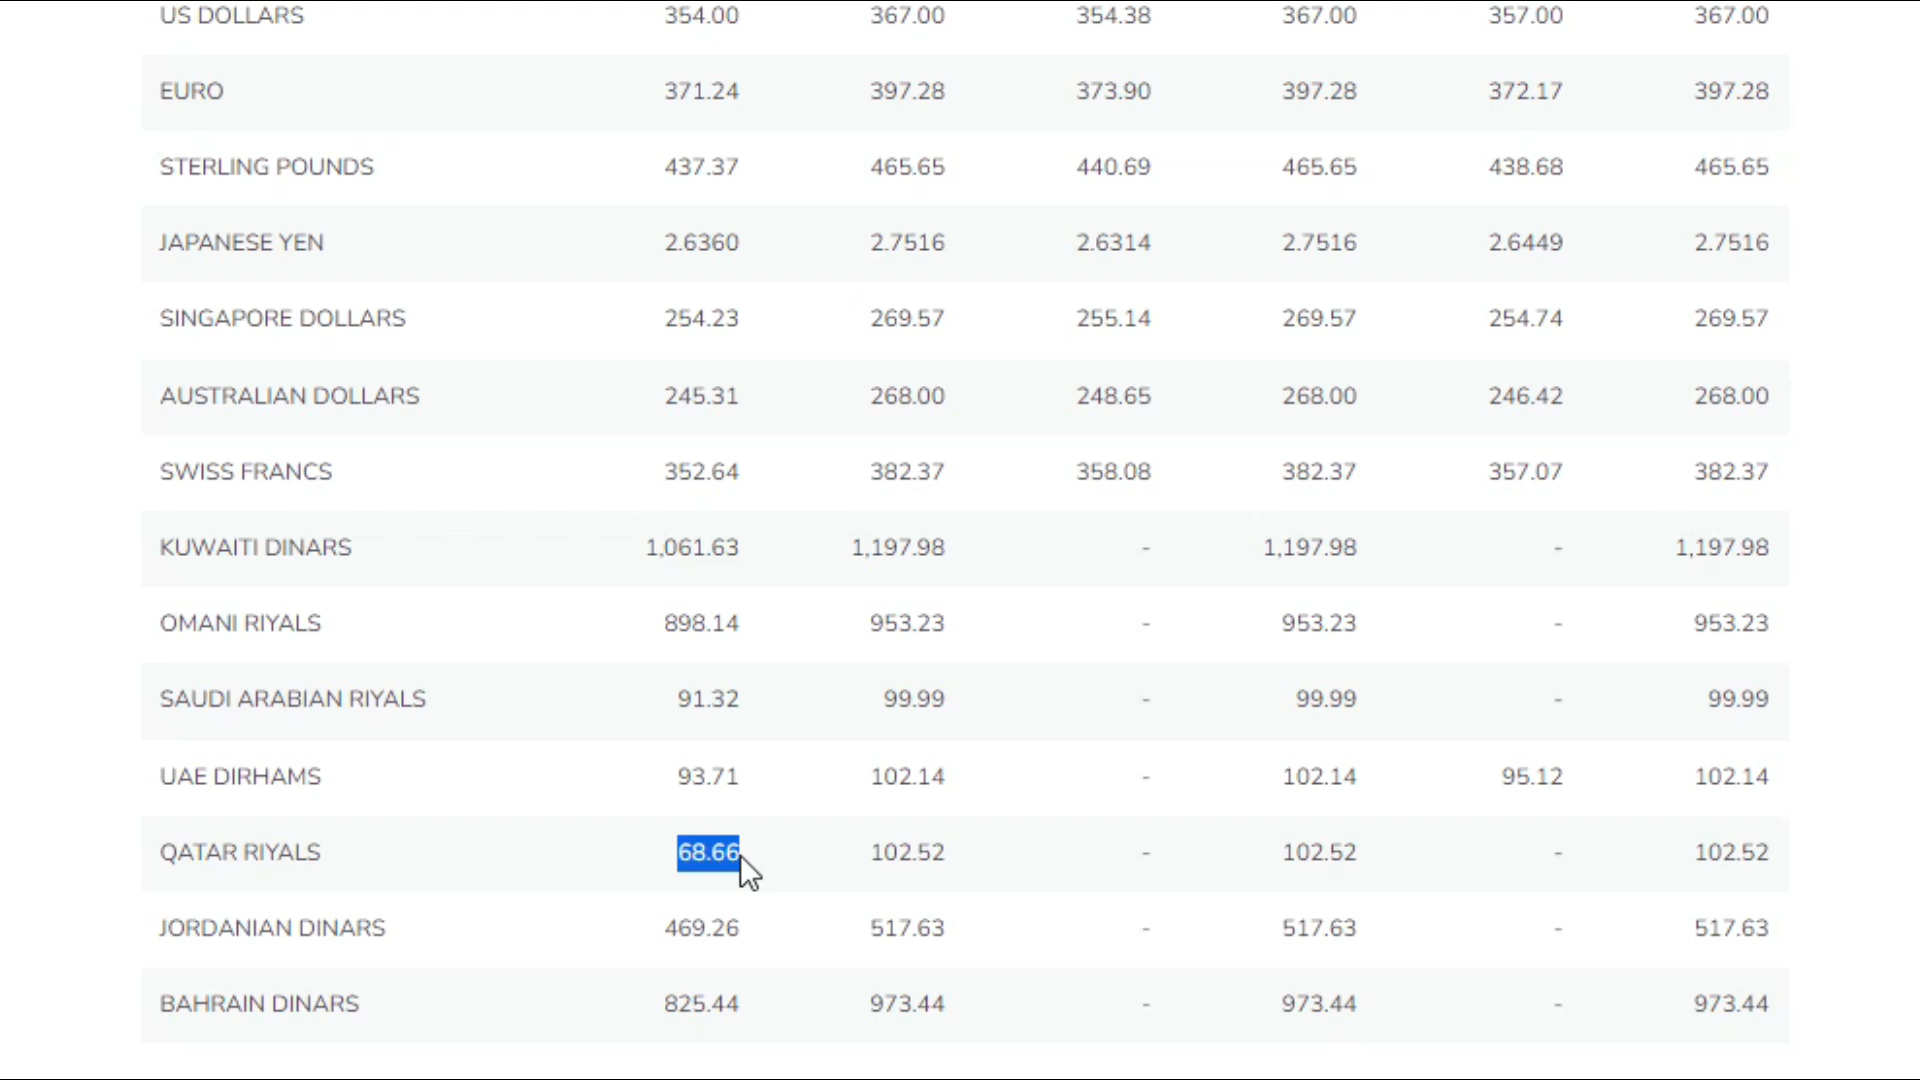 US DOLLARS 354.00 367.00 354.38 367.00 357.00 367.00
EURO 371.24 397.28 373.90 397.28 372.17 397.28
STERLING POUNDS 437.37 465.65 440.69 465.65 438.68 465.65
JAPANESE YEN 2.6360 2.7516 2.6314 2.7516 2.6449 2.7516
SINGAPORE DOLLARS 254.23 269.57 255.14 269.57 254.74 269.57
AUSTRALIAN DOLLARS 245.31 268.00 248.65 268.00 246.42 268.00
SWISS FRANCS 352.64 382.37 358.08 382.37 357.07 382.37
KUWAITI DINARS 1,061.63 1,197.98 - 1,197.98 - 1,197.98
OMANI RIYALS 898.14 953.23 - 953.23 - 953.23
SAUDI ARABIAN RIYALS 91.32 99.99 - 99.99 - 99.99
UAE DIRHAMS 93.71 102.14 - 102.14 95.12 102.14
QATAR RIYALS 68.66 102.52 - 102.52 - 102.52
JORDANIAN DINARS 469.26 517.63 - 517.63 - 517.63
BAHRAIN DINARS 825.44 973.44 - 973.44 - 973.44